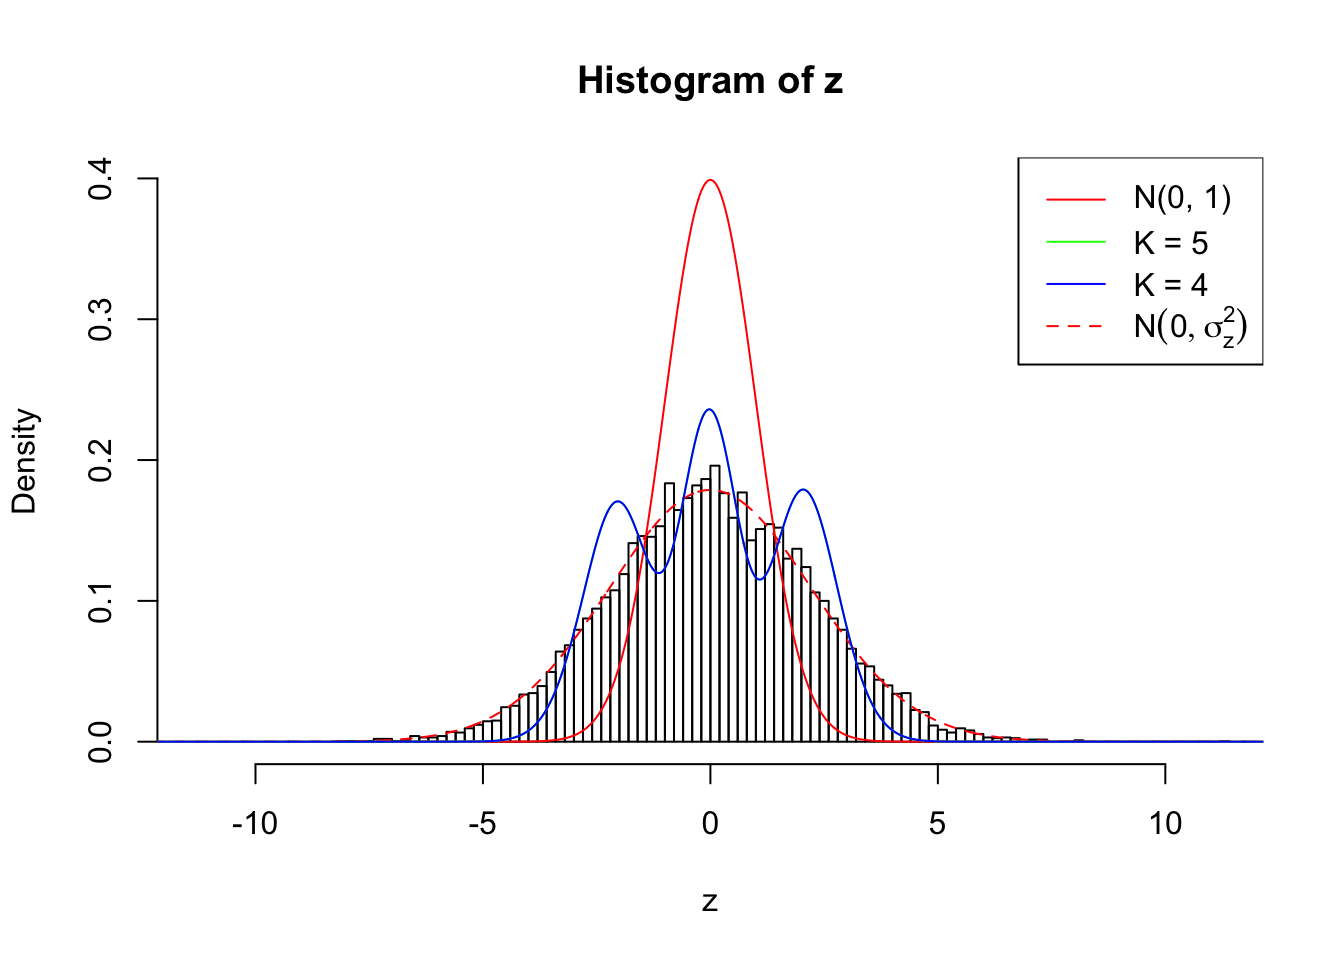 Histogram of z
N(0, 1)
K = 5
K = 4
N(0, σz²)
Density
0.0
0.1
0.2
0.3
0.4
-10
-5
0
5
10
z